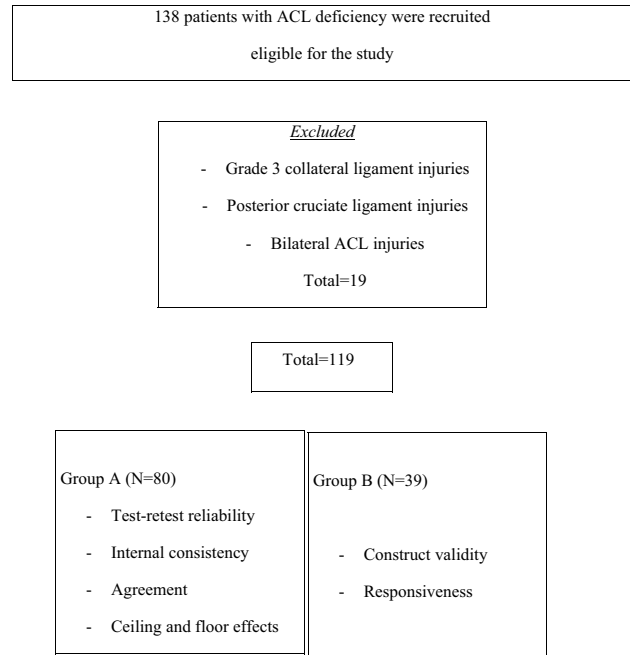 138 patients with ACL deficiency were recruited
eligible for the study
Excluded
- Grade 3 collateral ligament injuries
- Posterior cruciate ligament injuries
- Bilateral ACL injuries
Total=19
Total=119
Group A (N=80)
- Test-retest reliability
- Internal consistency
- Agreement
- Ceiling and floor effects
Group B (N=39)
- Construct validity
- Responsiveness